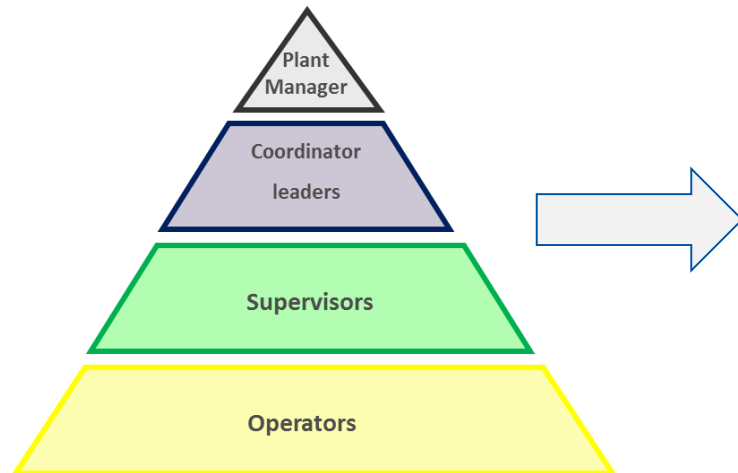 Plant
Manager
Coordinator
leaders
Supervisors
Operators